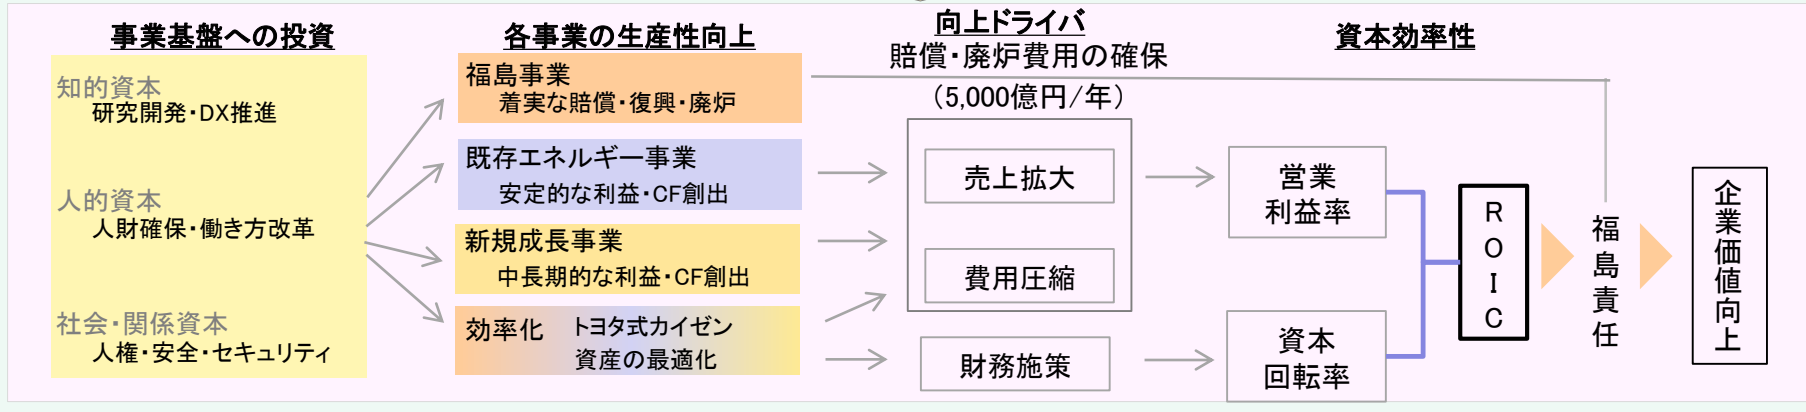 事業基盤への投資
知的資本
研究開発・DX推進
人的資本
人財確保・働き方改革
社会・関係資本
人権・安全・セキュリティ
各事業の生産性向上
福島事業
着実な賠償・復興・廃炉
既存エネルギー事業
安定的な利益・CF創出
新規成長事業
中長期的な利益・CF創出
効率化 トヨタ式カイゼン
資産の最適化
向上ドライバ
賠償・廃炉費用の確保
（5,000億円/年）
売上拡大
費用圧縮
財務施策
資本効率性
営業
利益率
資本
回転率
ROIC
福島責任
企業価値向上